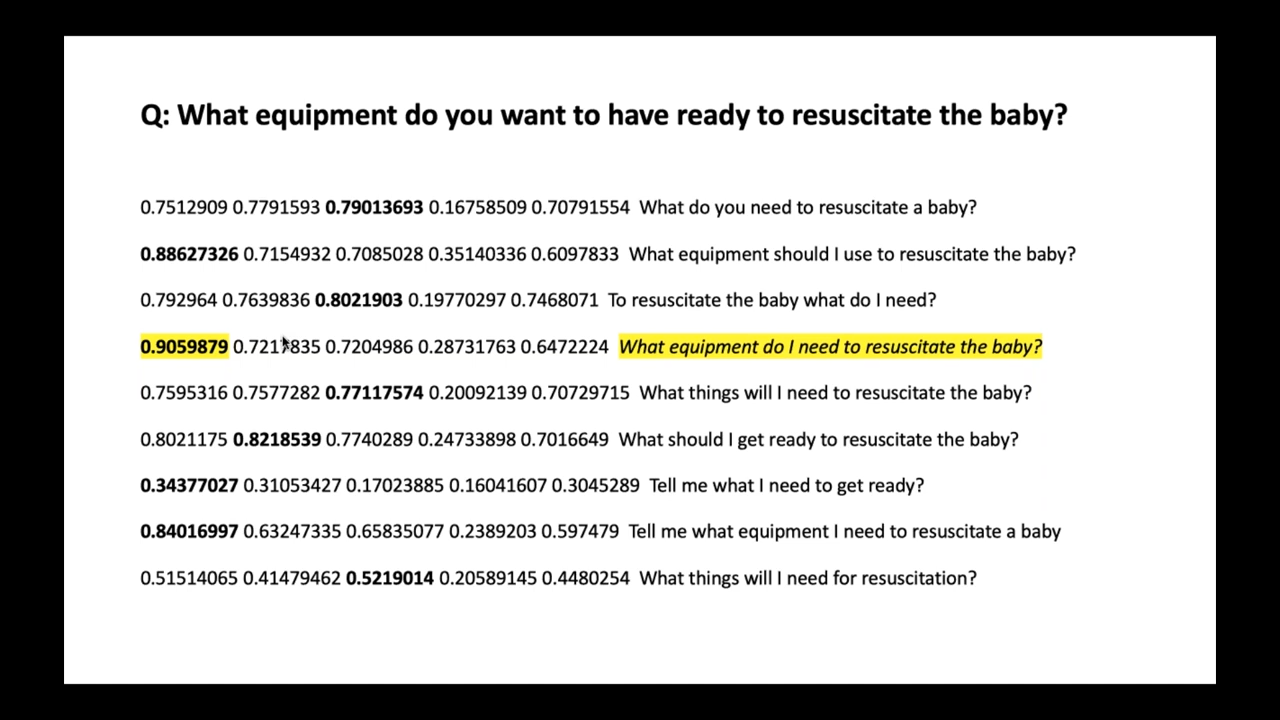 Q: What equipment do you want to have ready to resuscitate the baby?
0.7512909 0.7791593 0.79013693 0.16758509 0.70791554 What do you need to resuscitate a baby?
0.88627326 0.7154932 0.7085028 0.35140336 0.6097833 What equipment should I use to resuscitate the baby?
0.792964 0.7639836 0.8021903 0.19770297 0.7468071 To resuscitate the baby what do I need?
0.9059879 0.7204986 0.28731763 0.6472224 What equipment do I need to resuscitate the baby?
0.7595316 0.7577282 0.77117574 0.20092139 0.70729715 What things will I need to resuscitate the baby?
0.8021175 0.8218539 0.7740289 0.24733898 0.7016649 What should I get ready to resuscitate the baby?
0.34377027 0.31053427 0.17023885 0.16041607 0.3045289 Tell me what I need to get ready?
0.84016997 0.63247335 0.65835077 0.2389203 0.597479 Tell me what equipment I need to resuscitate a baby
0.51514065 0.41479462 0.5219014 0.20589145 0.4480254 What things will I need for resuscitation?